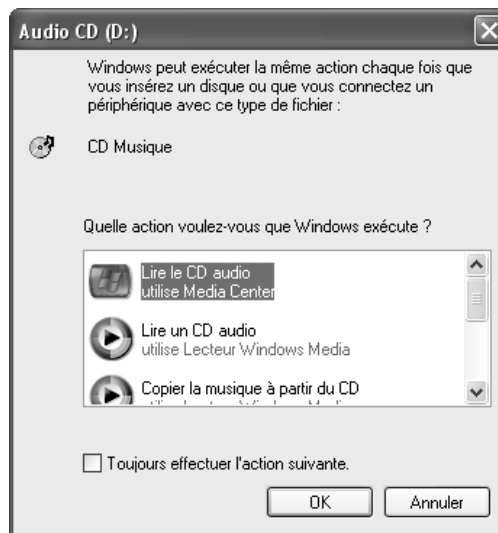 Audio CD (D:)
Windows peut exécuter la même action chaque fois que
vous insérez un disque ou que vous connectez un
périphérique avec ce type de fichier :
CD Musique
Quelle action voulez-vous que Windows exécute ?
Lire le CD audio
utilise Media Center
Lire un CD audio
utilise Lecteur Windows Media
Copier la musique à partir du CD
Toujours effectuer l'action suivante.
OK
Annuler